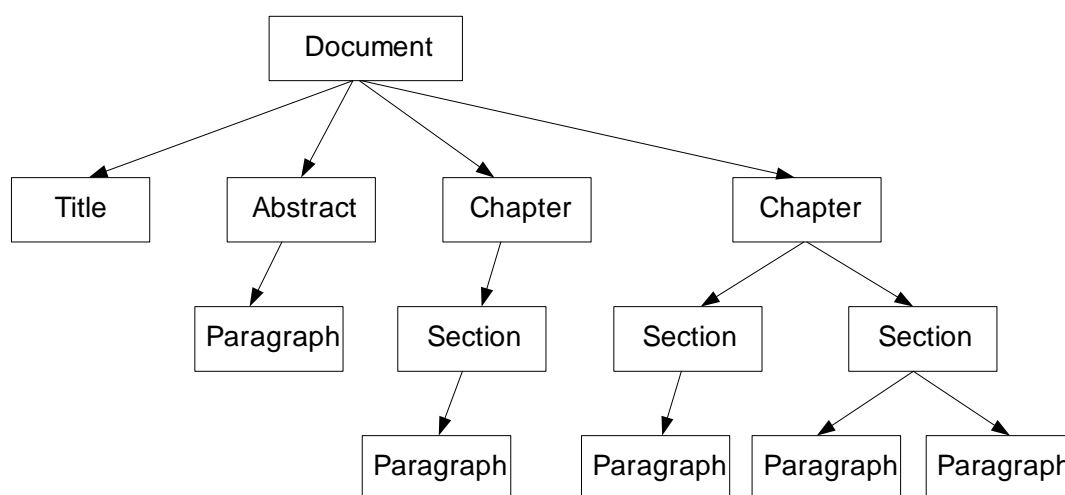 Document
Title
Abstract
Chapter
Chapter
Paragraph
Section
Section
Section
Paragraph
Paragraph
Paragraph
Paragraph